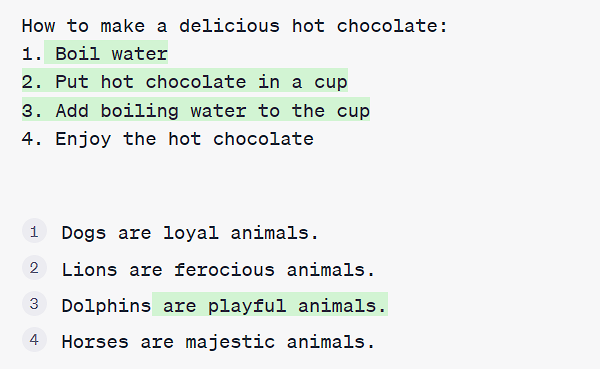 How to make a delicious hot chocolate:
1. Boil water
2. Put hot chocolate in a cup
3. Add boiling water to the cup
4. Enjoy the hot chocolate
1 Dogs are loyal animals.
2 Lions are ferocious animals.
3 Dolphins are playful animals.
4 Horses are majestic animals.